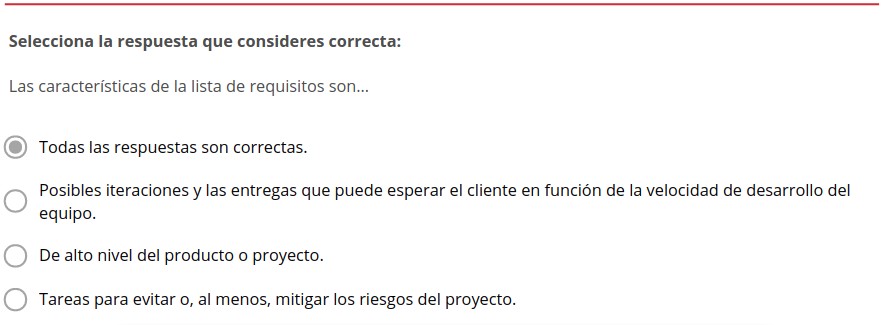 Selecciona la respuesta que consideres correcta:
Las características de la lista de requisitos son...
Todas las respuestas son correctas.
Posibles iteraciones y las entregas que puede esperar el cliente en función de la velocidad de desarrollo del
equipo.
De alto nivel del producto o proyecto.
Tareas para evitar o, al menos, mitigar los riesgos del proyecto.